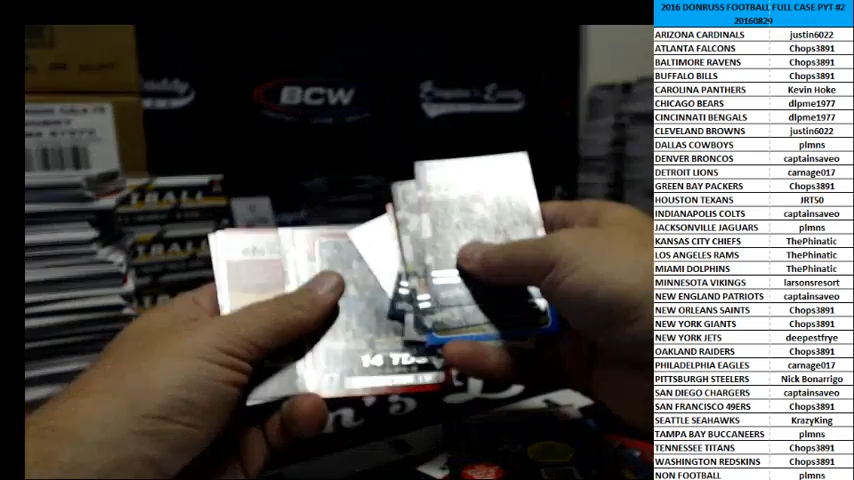 2016 DONRUSS FOOTBALL FULL CASE PYT #2
20160829
ARIZONA CARDINALS justin6022
ATLANTA FALCONS Chops3891
BALTIMORE RAVENS Chops3891
BUFFALO BILLS Chops3891
CAROLINA PANTHERS Kevin Hoke
CHICAGO BEARS dlpme1977
CINCINNATI BENGALS dlpme1977
CLEVELAND BROWNS justin6022
DALLAS COWBOYS plmns
DENVER BRONCOS captainsaveo
DETROIT LIONS carnage017
GREEN BAY PACKERS Chops3891
HOUSTON TEXANS JRT50
INDIANAPOLIS COLTS captainsaveo
JACKSONVILLE JAGUARS plmns
KANSAS CITY CHIEFS ThePhinatic
LOS ANGELES RAMS ThePhinatic
MIAMI DOLPHINS ThePhinatic
MINNESOTA VIKINGS larsonsresort
NEW ENGLAND PATRIOTS captainsaveo
NEW ORLEANS SAINTS Chops3891
NEW YORK GIANTS Chops3891
NEW YORK JETS deepestfrye
OAKLAND RAIDERS Chops3891
PHILADELPHIA EAGLES carnage017
PITTSBURGH STEELERS Nick Bonarrigo
SAN DIEGO CHARGERS captainsaveo
SAN FRANCISCO 49ERS Chops3891
SEATTLE SEAHAWKS KrazyKing
TAMPA BAY BUCCANEERS plmns
TENNESSEE TITANS Chops3891
WASHINGTON REDSKINS Chops3891
NON FOOTBALL plmns
BCW
14 TDS